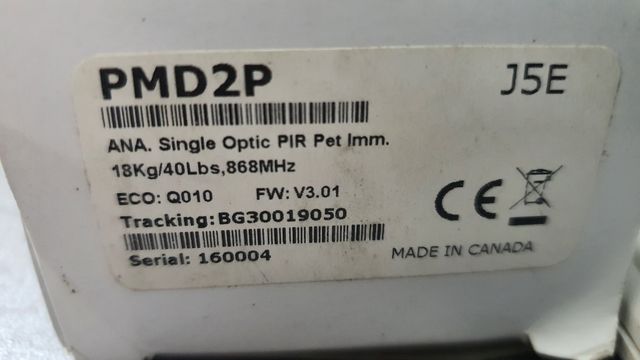 PMD2P J5E
ANA. Single Optic PIR Pet Imm.
18Kg/40Lbs,868MHz
ECO: Q010 FW: V3.01
Tracking: BG30019050
Serial: 160004
CE
MADE IN CANADA